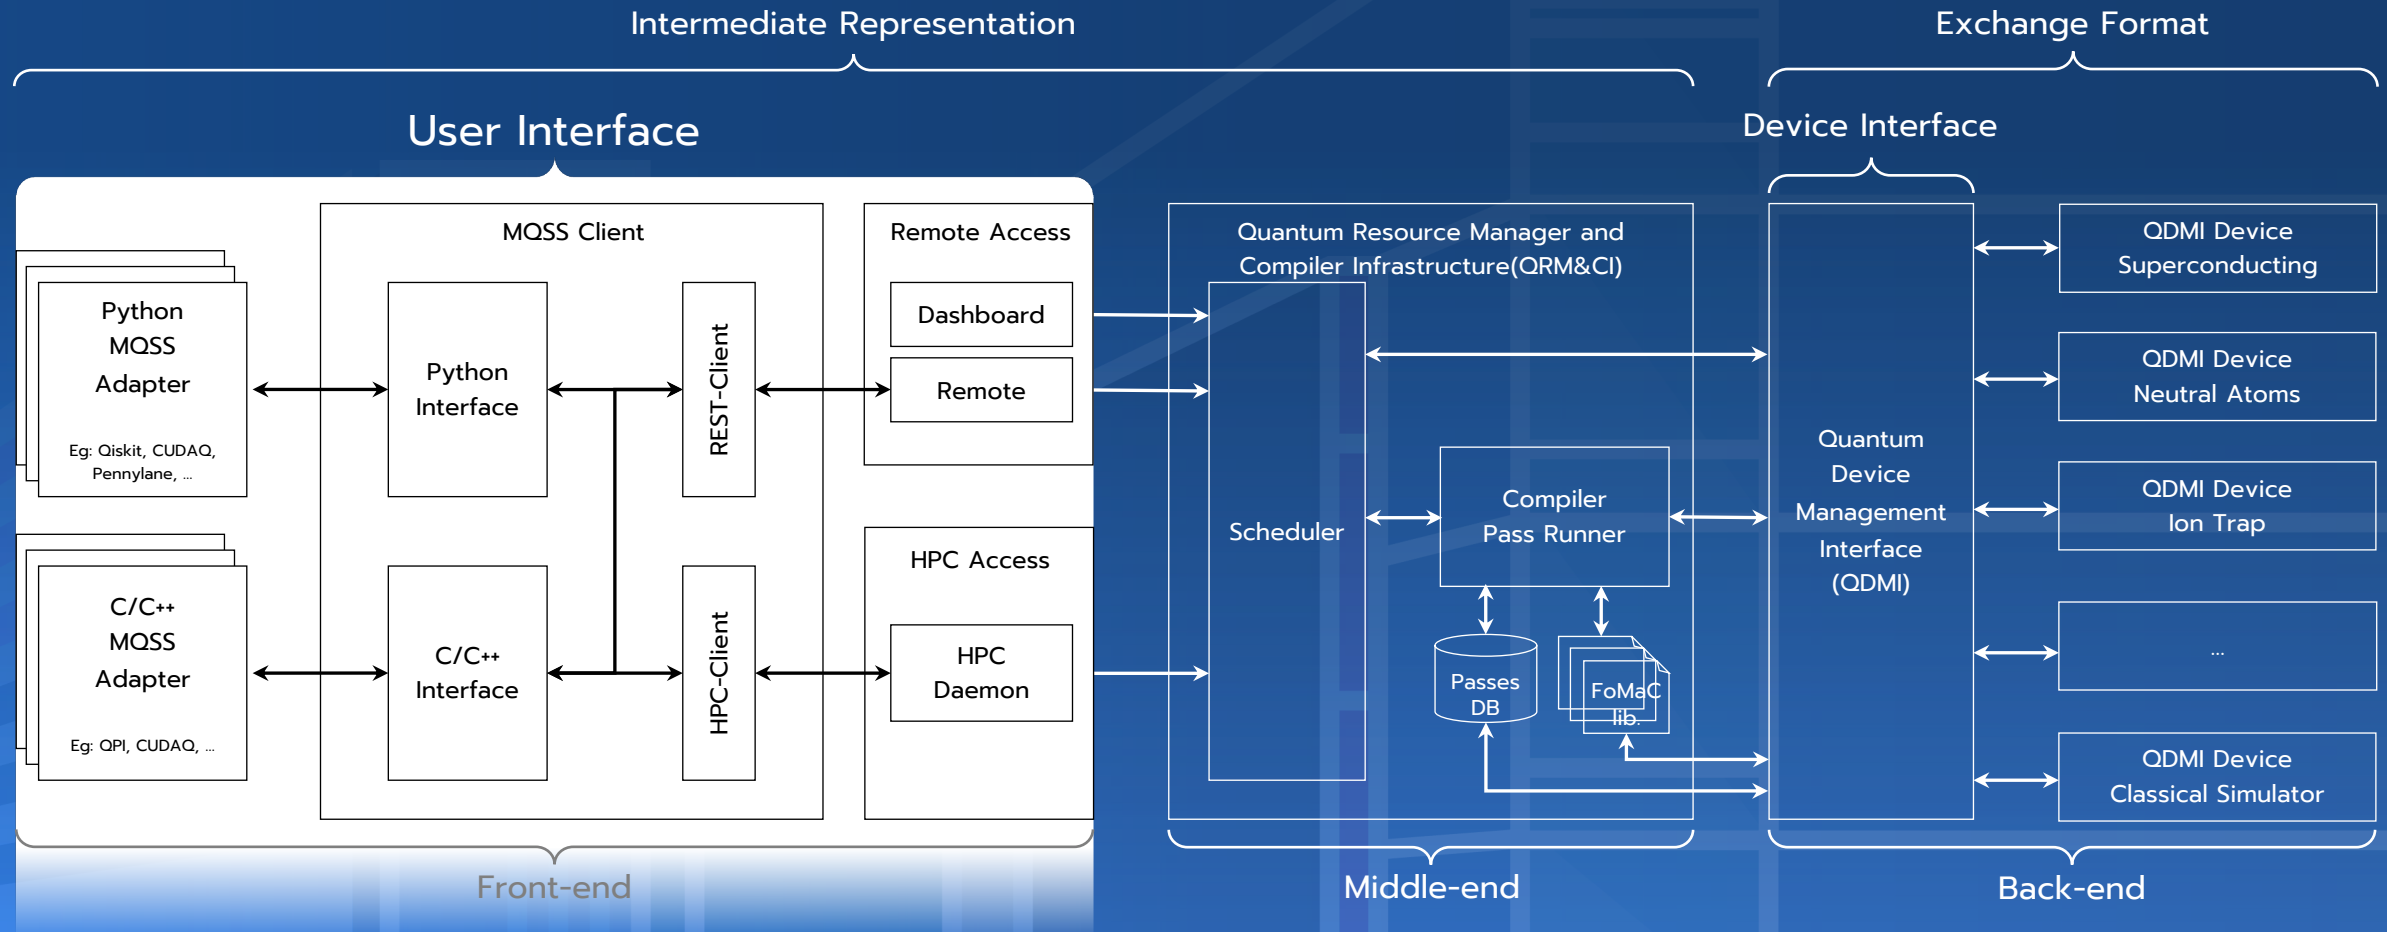 Intermediate Representation
Exchange Format
User Interface
Device Interface
MQSS Client
Remote Access
Quantum Resource Manager and
Compiler Infrastructure(QRM&CI)
Python
MQSS
Adapter
Eg: Qiskit, CUDAQ,
Pennylane, ...
Python
Interface
REST-Client
Dashboard
Remote
C/C++
MQSS
Adapter
Eg: QPI, CUDAQ, ...
C/C++
Interface
HPC-Client
HPC Access
HPC
Daemon
Scheduler
Compiler
Pass Runner
Passes
DB
FoMaC
lib.
Quantum
Device
Management
Interface
(QDMI)
QDMI Device
Superconducting
QDMI Device
Neutral Atoms
QDMI Device
Ion Trap
...
QDMI Device
Classical Simulator
Front-end
Middle-end
Back-end